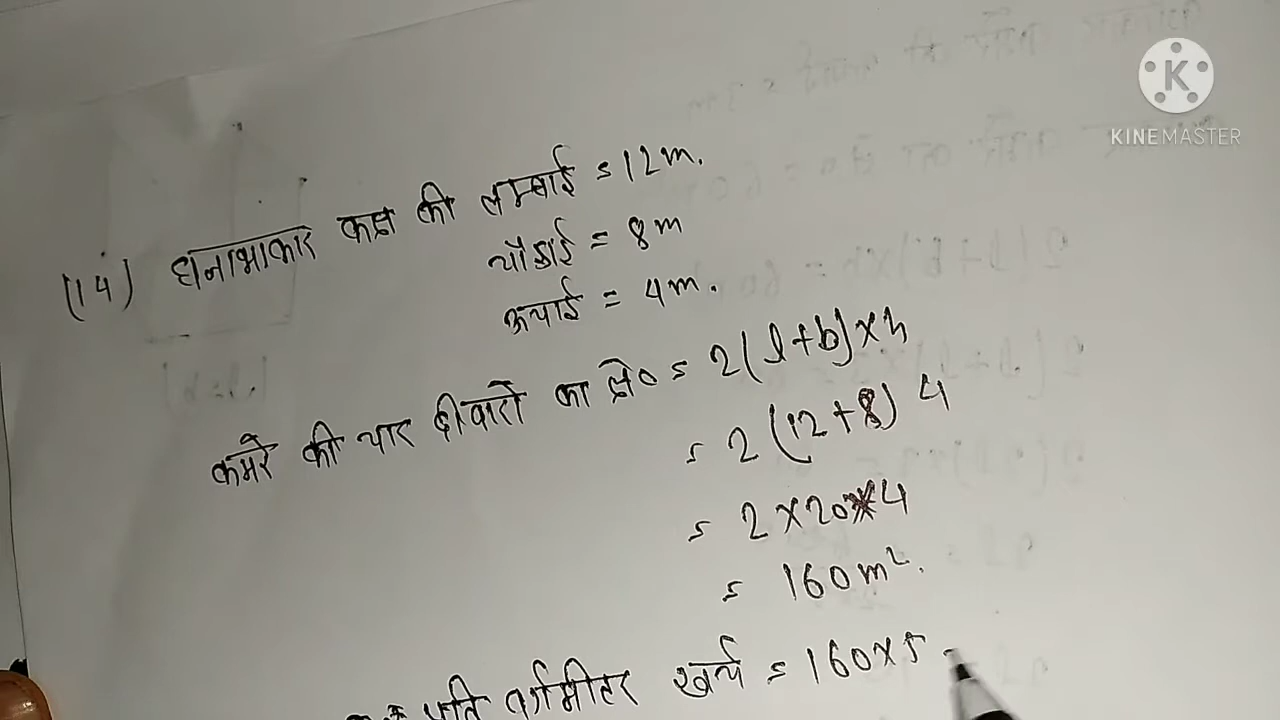 KINEMASTER
(14) घनाभाकार कक्ष की लम्बाई = 12m.
चौडाई = 8m
ऊचाई = 4m.
कमरे की चार दीवारो का क्षे० = 2(l+b)×h
= 2(12+8) 4
= 2×20×4
= 160m².
प्रति वर्गमीटर खर्च = 160×5